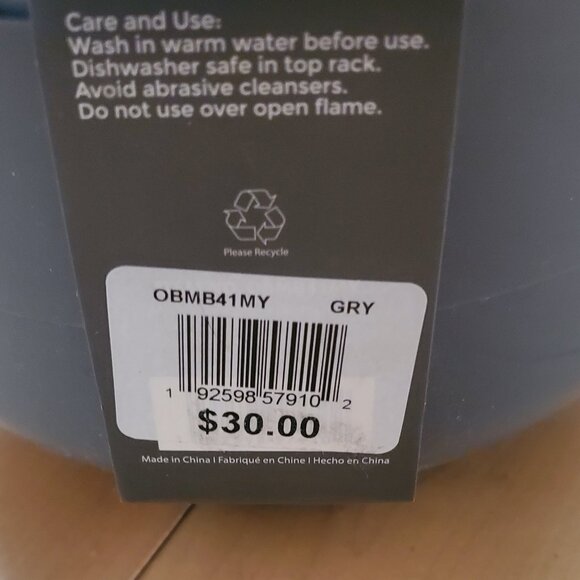 Care and Use:
Wash in warm water before use.
Dishwasher safe in top rack.
Avoid abrasive cleansers.
Do not use over open flame.
Please Recycle
OBMB41MY GRY
1 92598 57910 2
$30.00
Made in China | Fabriqué en Chine | Hecho en China